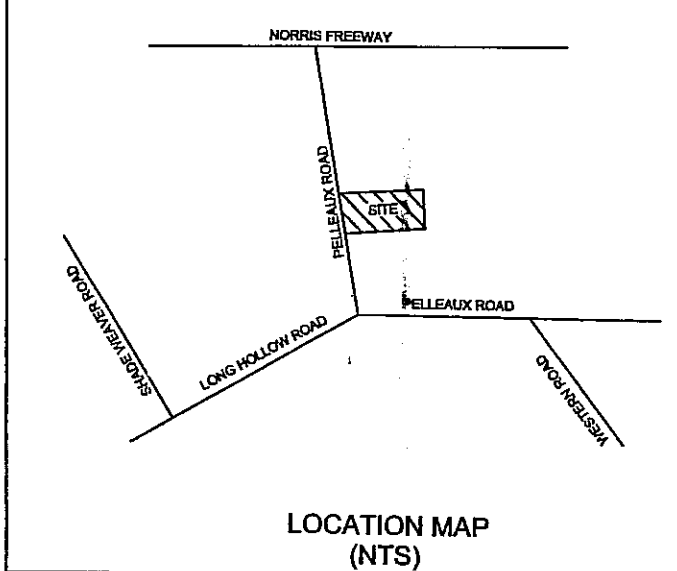 NORRIS FREEWAY
PELLEAUX ROAD
SITE
SHADE WEAVER ROAD
LONG HOLLOW ROAD
PELLEAUX ROAD
WESTERN ROAD
LOCATION MAP
(NTS)